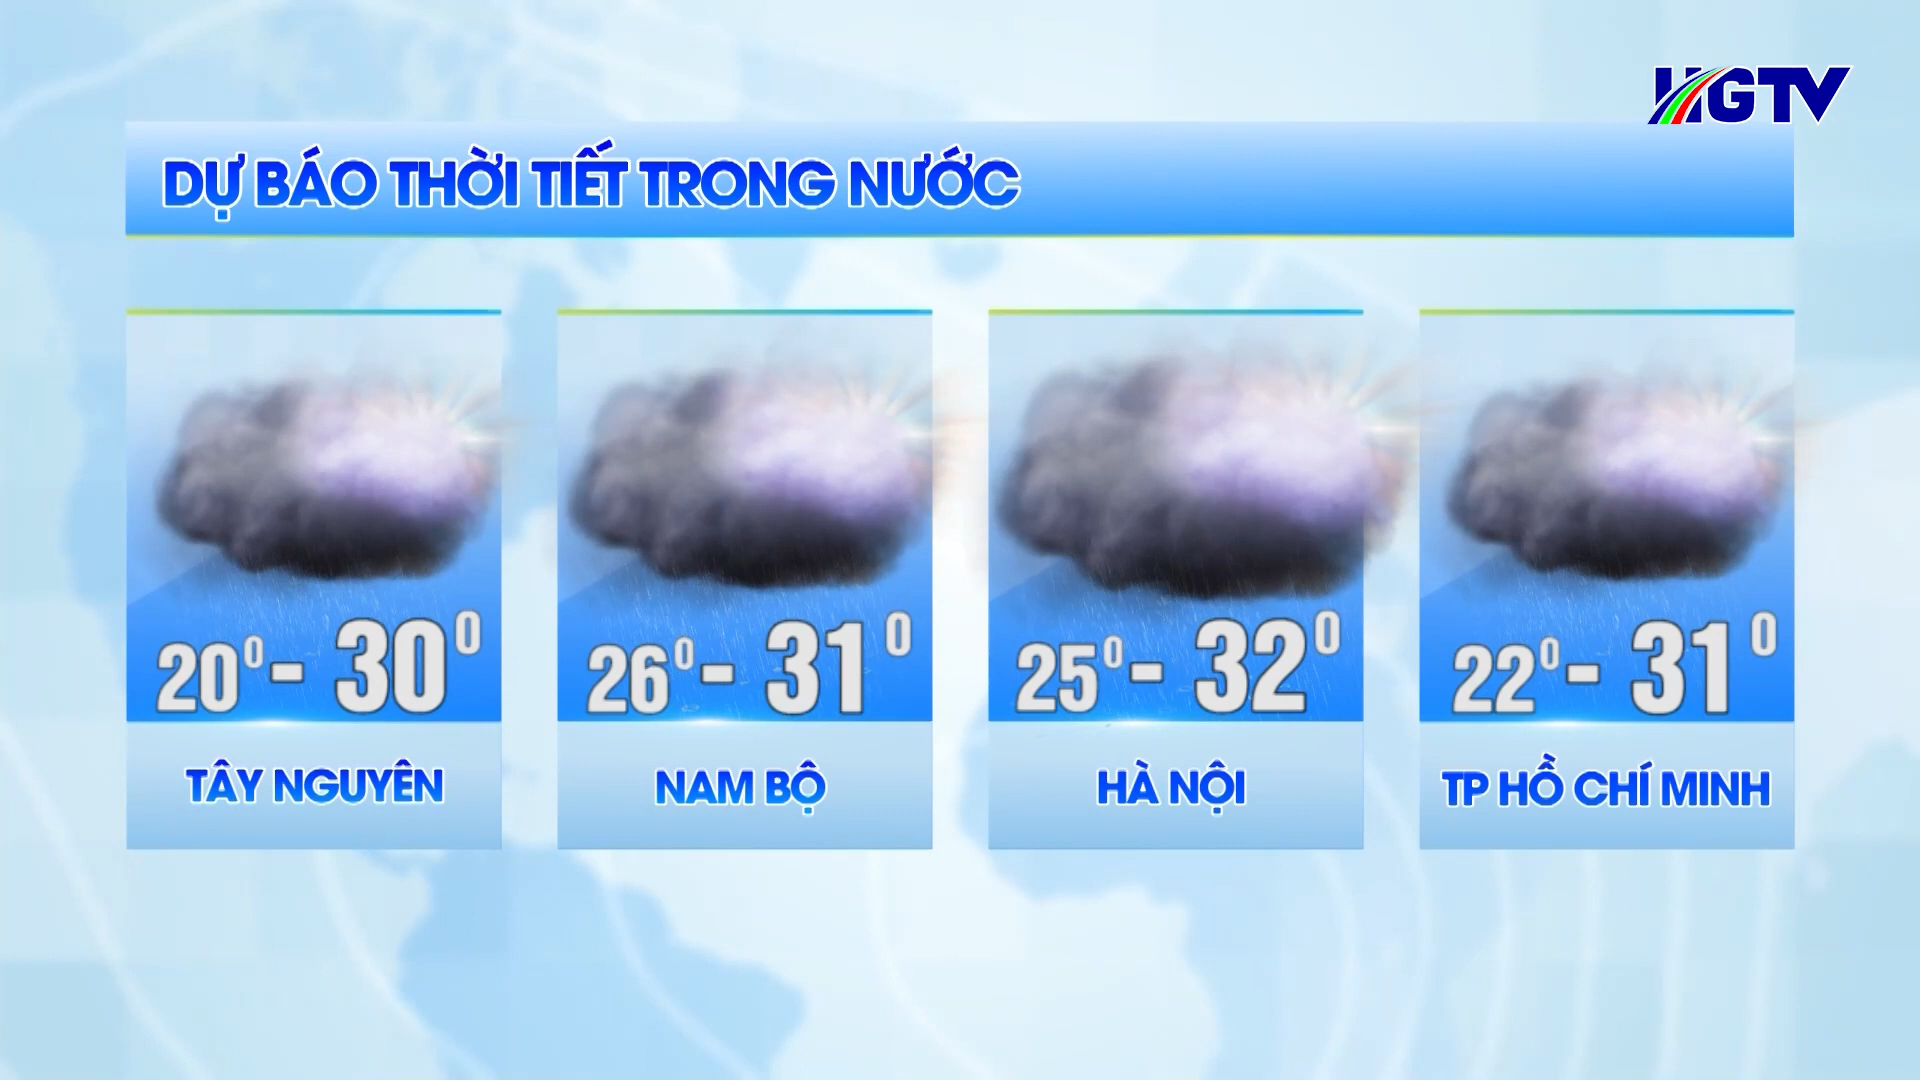 HGTV
DỰ BÁO THỜI TIẾT TRONG NƯỚC
20⁰- 30⁰
TÂY NGUYÊN
26⁰- 31⁰
NAM BỘ
25⁰- 32⁰
HÀ NỘI
22⁰- 31⁰
TP HỒ CHÍ MINH